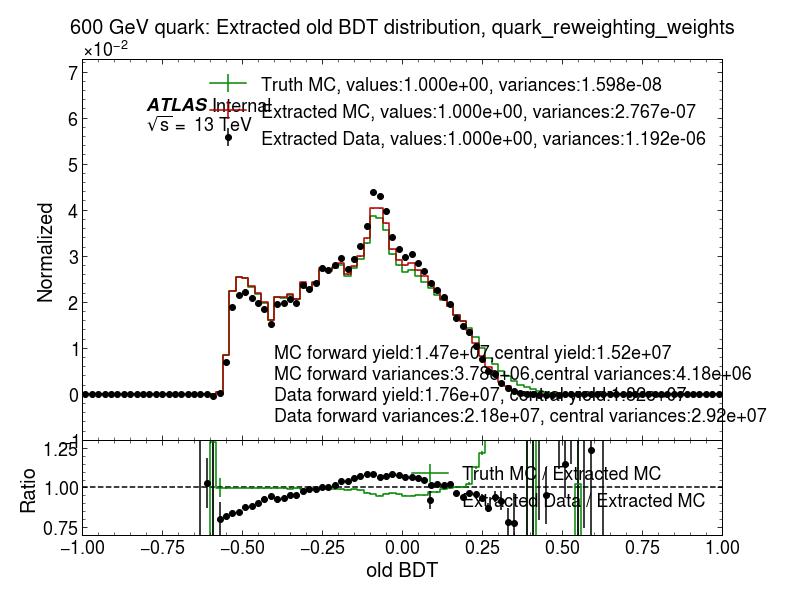 600 GeV quark: Extracted old BDT distribution, quark_reweighting_weights
×10⁻²
7
6
5
4
3
2
1
0
1
Normalized
Truth MC, values:1.000e+00, variances:1.598e-08
ATLAS Internal
Extracted MC, values:1.000e+00, variances:2.767e-07
√s = 13 TeV
Extracted Data, values:1.000e+00, variances:1.192e-06
MC forward yield:1.47e+07,central yield:1.52e+07
MC forward variances:3.78e+06,central variances:4.18e+06
Data forward yield:1.76e+07, central yield:
Data forward variances:2.18e+07, central variances:2.92e+07
1.25
1.00
0.75
Ratio
Truth MC / Extracted MC
Extracted Data / Extracted MC
−1.00 −0.75 −0.50 −0.25 0.00 0.25 0.50 0.75 1.00
old BDT